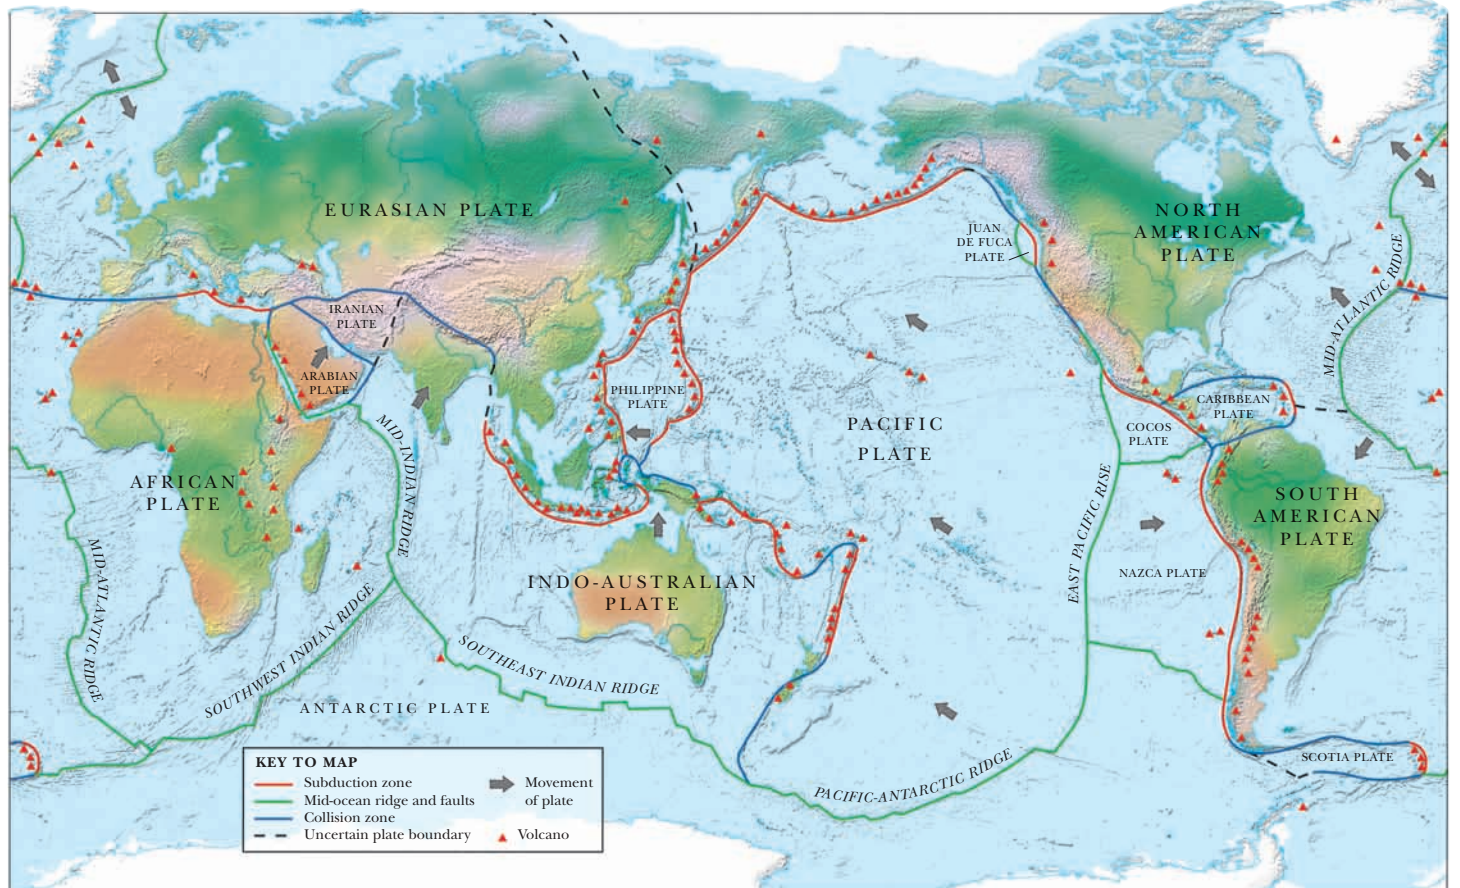 EURASIAN PLATE
JUAN
DE FUCA
PLATE
NORTH
AMERICAN
PLATE
MID-ATLANTIC RIDGE
IRANIAN
PLATE
ARABIAN
PLATE
PHILIPPINE
PLATE
CARIBBEAN
PLATE
COCOS
PLATE
PACIFIC
PLATE
MID-INDIAN RIDGE
AFRICAN
PLATE
SOUTH
AMERICAN
PLATE
EAST PACIFIC RISE
NAZCA PLATE
INDO-AUSTRALIAN
PLATE
MID-ATLANTIC RIDGE
SOUTHWEST INDIAN RIDGE
SOUTHEAST INDIAN RIDGE
ANTARCTIC PLATE
SCOTIA PLATE
PACIFIC-ANTARCTIC RIDGE
KEY TO MAP
Subduction zone
Mid-ocean ridge and faults
Collision zone
Uncertain plate boundary
Movement
of plate
Volcano